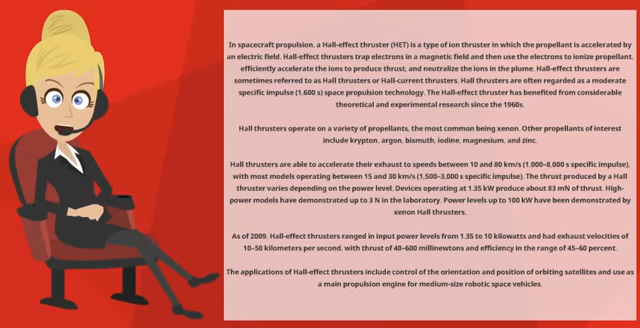 In spacecraft propulsion, a Hall-effect thruster (HET) is a type of ion thruster in which the propellant is accelerated by
an electric field. Hall-effect thrusters trap electrons in a magnetic field and then use the electrons to ionize propellant,
efficiently accelerate the ions to produce thrust, and neutralize the ions in the plume. Hall-effect thrusters are
sometimes referred to as Hall thrusters or Hall-current thrusters. Hall thrusters are often regarded as a moderate
specific impulse (1,600 s) space propulsion technology. The Hall-effect thruster has benefited from considerable
theoretical and experimental research since the 1960s.
Hall thrusters operate on a variety of propellants, the most common being xenon. Other propellants of interest
include krypton, argon, bismuth, iodine, magnesium, and zinc.
Hall thrusters are able to accelerate their exhaust to speeds between 10 and 80 km/s (1,000–8,000 s specific impulse),
with most models operating between 15 and 30 km/s (1,500–3,000 s specific impulse). The thrust produced by a Hall
thruster varies depending on the power level. Devices operating at 1.35 kW produce about 83 mN of thrust. High-
power models have demonstrated up to 3 N in the laboratory. Power levels up to 100 kW have been demonstrated by
xenon Hall thrusters.
As of 2009, Hall-effect thrusters ranged in input power levels from 1.35 to 10 kilowatts and had exhaust velocities of
10–50 kilometers per second, with thrust of 40–600 millinewtons and efficiency in the range of 45–60 percent.
The applications of Hall-effect thrusters include control of the orientation and position of orbiting satellites and use as
a main propulsion engine for medium-size robotic space vehicles.